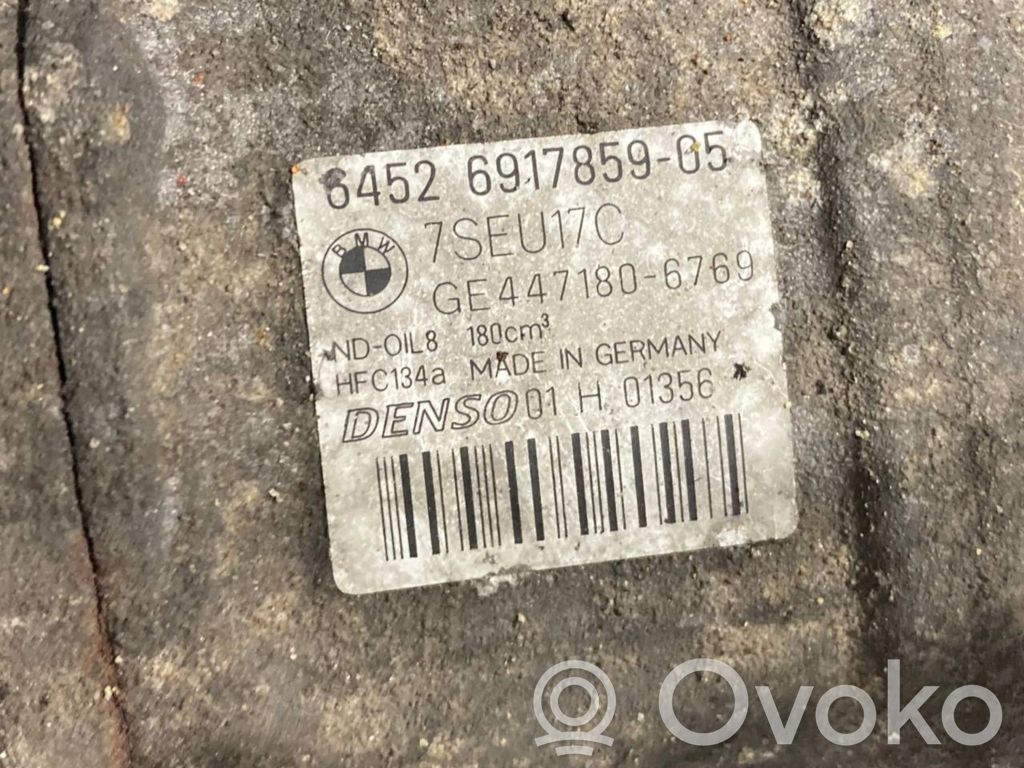 6452 6917859-05
BMW
7SEU17C
GE447180-6769
ND-OIL8 180cm³
HFC134a MADE IN GERMANY
DENSO 01 H 01356
© Ovoko